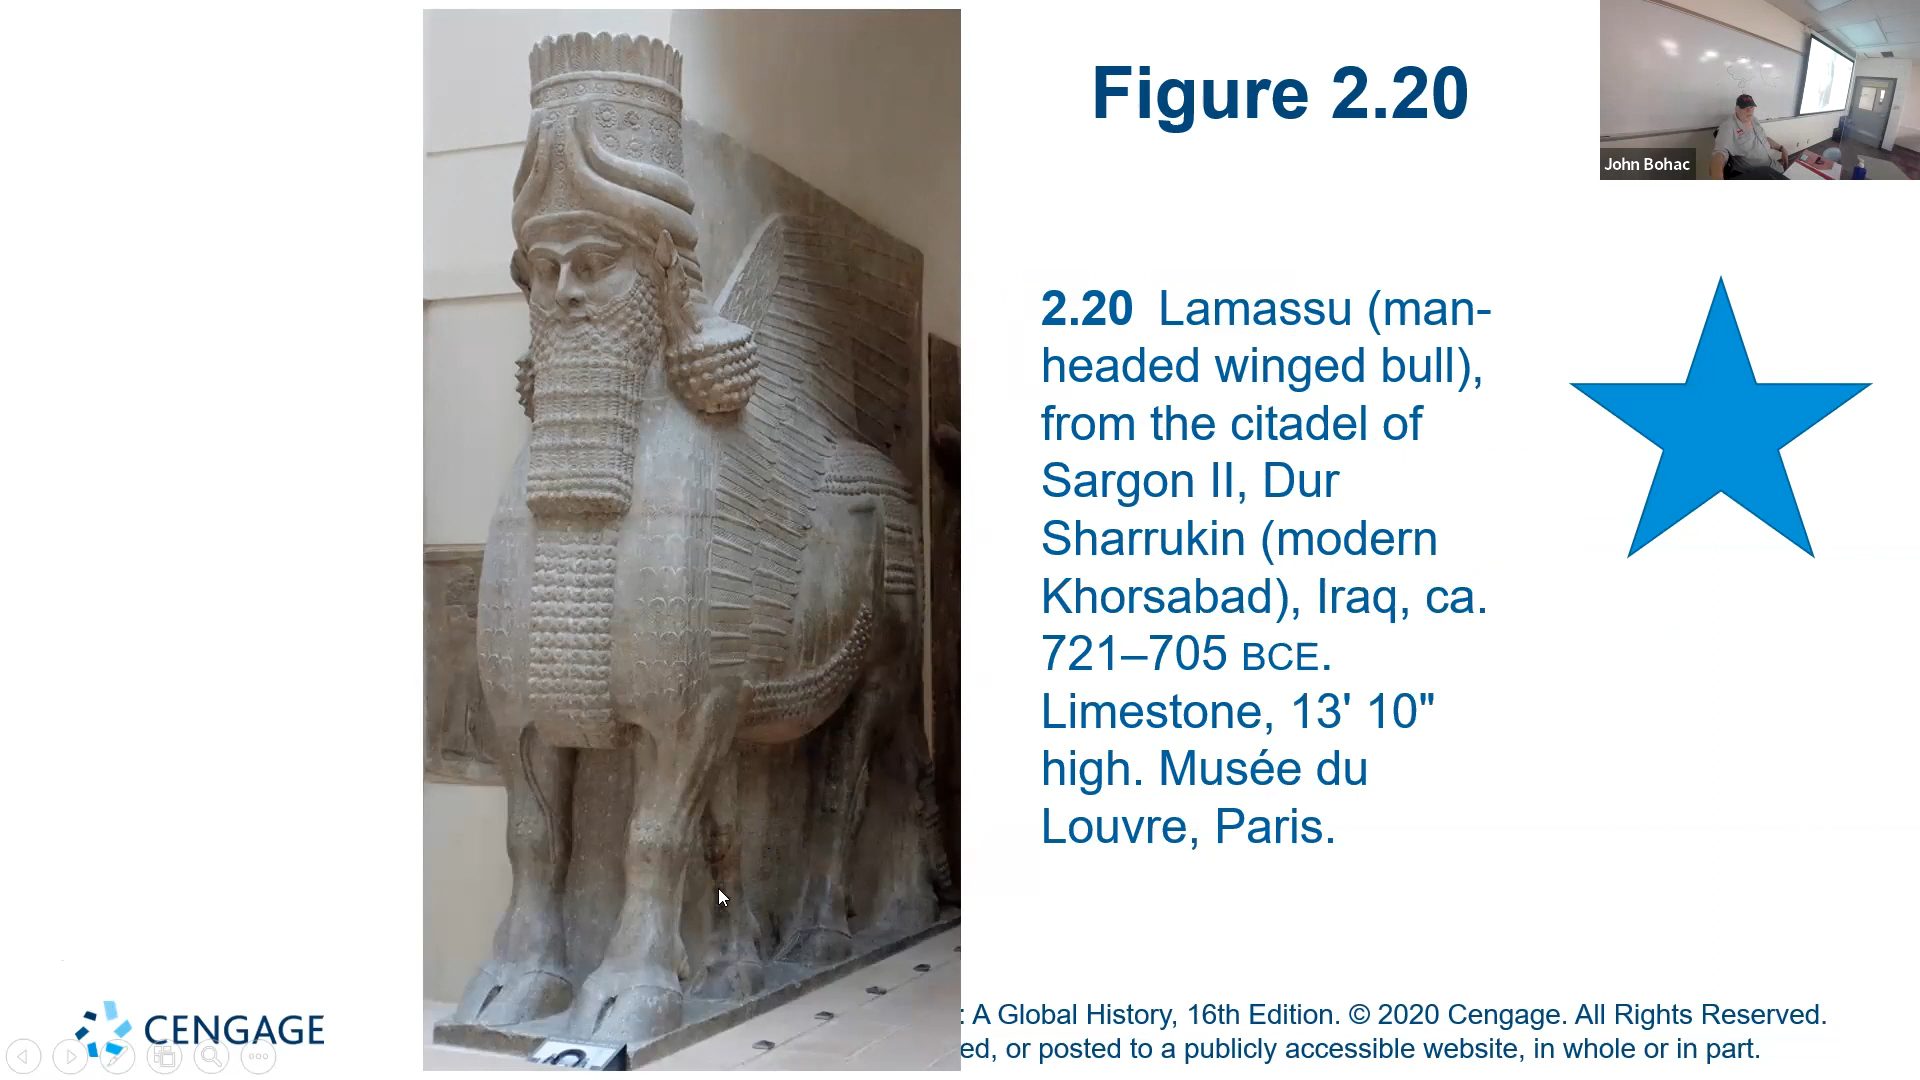 Figure 2.20
John Bohac
2.20 Lamassu (man-
headed winged bull),
from the citadel of
Sargon II, Dur
Sharrukin (modern
Khorsabad), Iraq, ca.
721–705 BCE.
Limestone, 13' 10"
high. Musée du
Louvre, Paris.
CENGAGE
: A Global History, 16th Edition. © 2020 Cengage. All Rights Reserved.
ed, or posted to a publicly accessible website, in whole or in part.